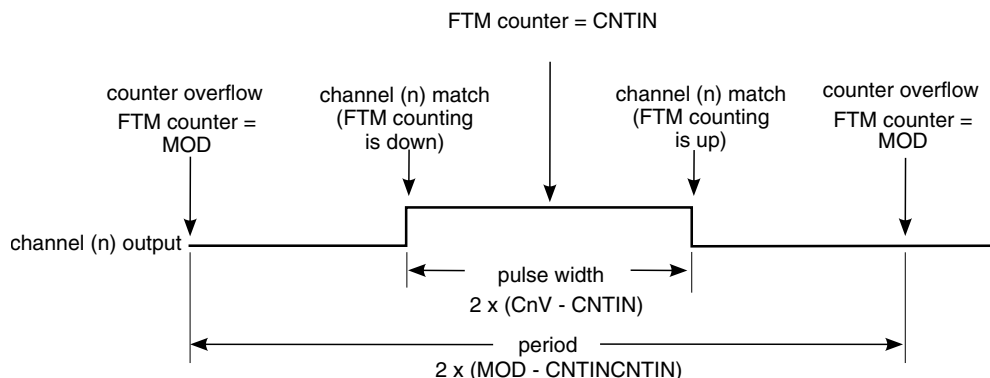 FTM counter = CNTIN
counter overflow
FTM counter =
MOD
channel (n) match
(FTM counting
is down)
channel (n) match
(FTM counting
is up)
counter overflow
FTM counter =
MOD
channel (n) output
pulse width
2 x (CnV - CNTIN)
period
2 x (MOD - CNTINCNTIN)